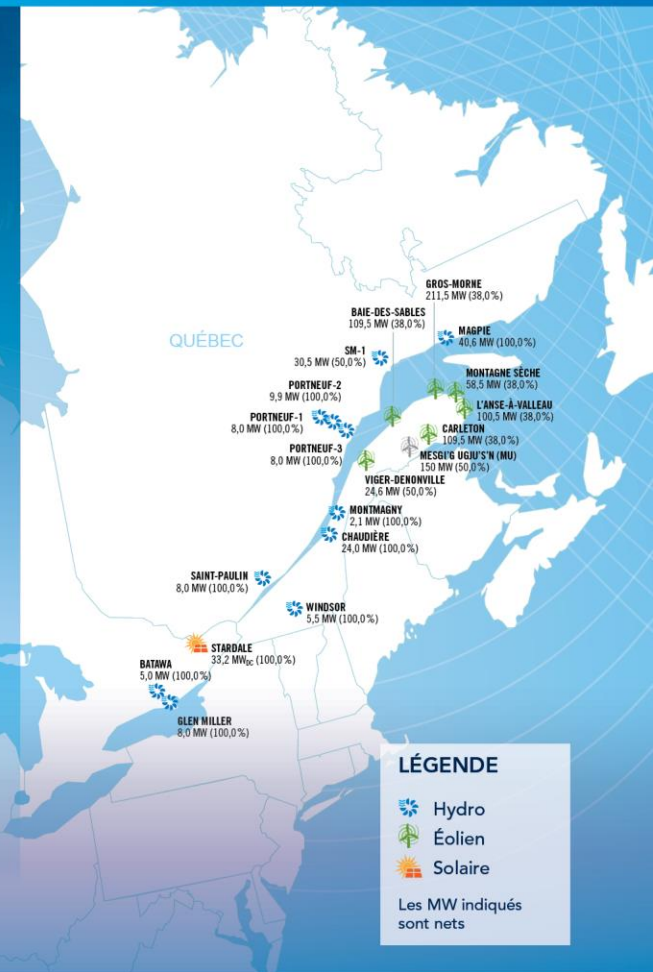 GROS-MORNE
211,5 MW (38,0%)
BAIE-DES-SABLES
109,5 MW (38,0%)
MAGPIE
40,6 MW (100,0%)
QUÉBEC
SM-1
30,5 MW (50,0%)
MONTAGNE SÈCHE
58,5 MW (38,0%)
PORTNEUF-2
9,9 MW (100,0%)
L'ANSE-À-VALLEAU
100,5 MW (38,0%)
PORTNEUF-1
8,0 MW (100,0%)
CARLETON
109,5 MW (38,0%)
PORTNEUF-3
8,0 MW (100,0%)
MESGI'G UGJU'S'N (MU)
150 MW (50,0%)
VIGER-DENONVILLE
24,6 MW (50,0%)
MONTMAGNY
2,1 MW (100,0%)
CHAUDIÈRE
24,0 MW (100,0%)
SAINT-PAULIN
8,0 MW (100,0%)
WINDSOR
5,5 MW (100,0%)
STARDALE
33,2 MWDC (100,0%)
BATAWA
5,0 MW (100,0%)
GLEN MILLER
8,0 MW (100,0%)
LÉGENDE
Hydro
Éolien
Solaire
Les MW indiqués
sont nets